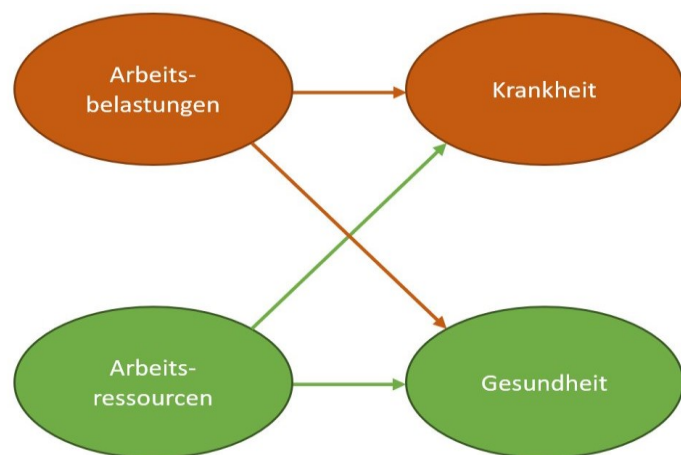 Arbeits-
belastungen
Krankheit
Arbeits-
ressourcen
Gesundheit